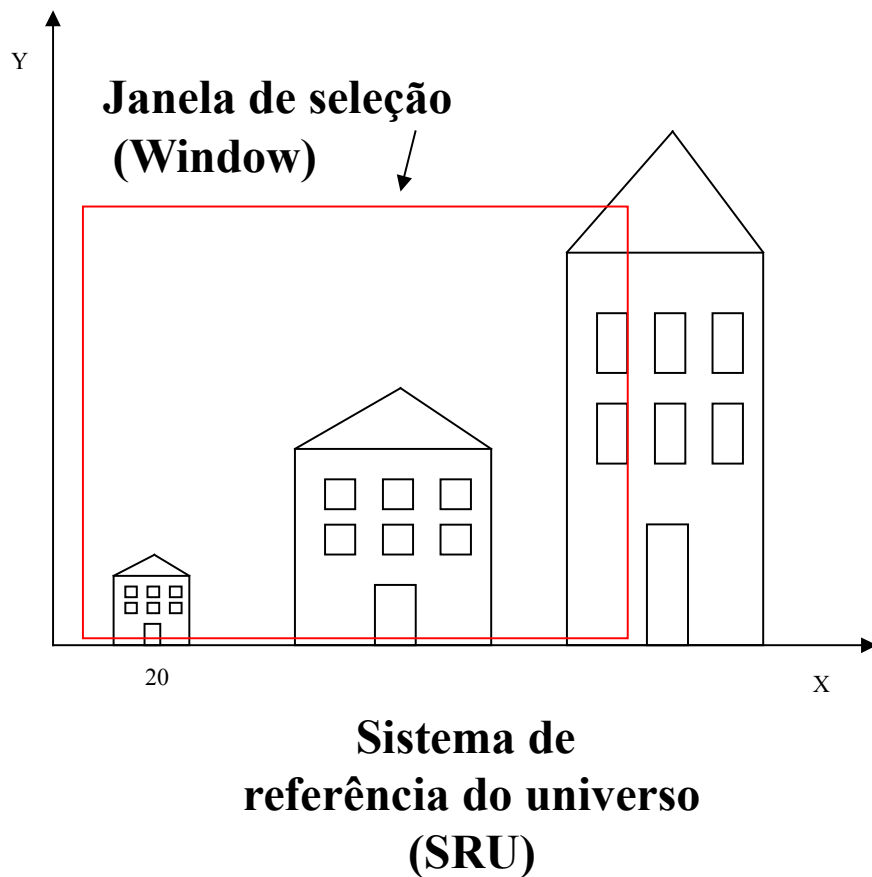 Y
Janela de seleção
(Window)
20
X
Sistema de
referência do universo
(SRU)